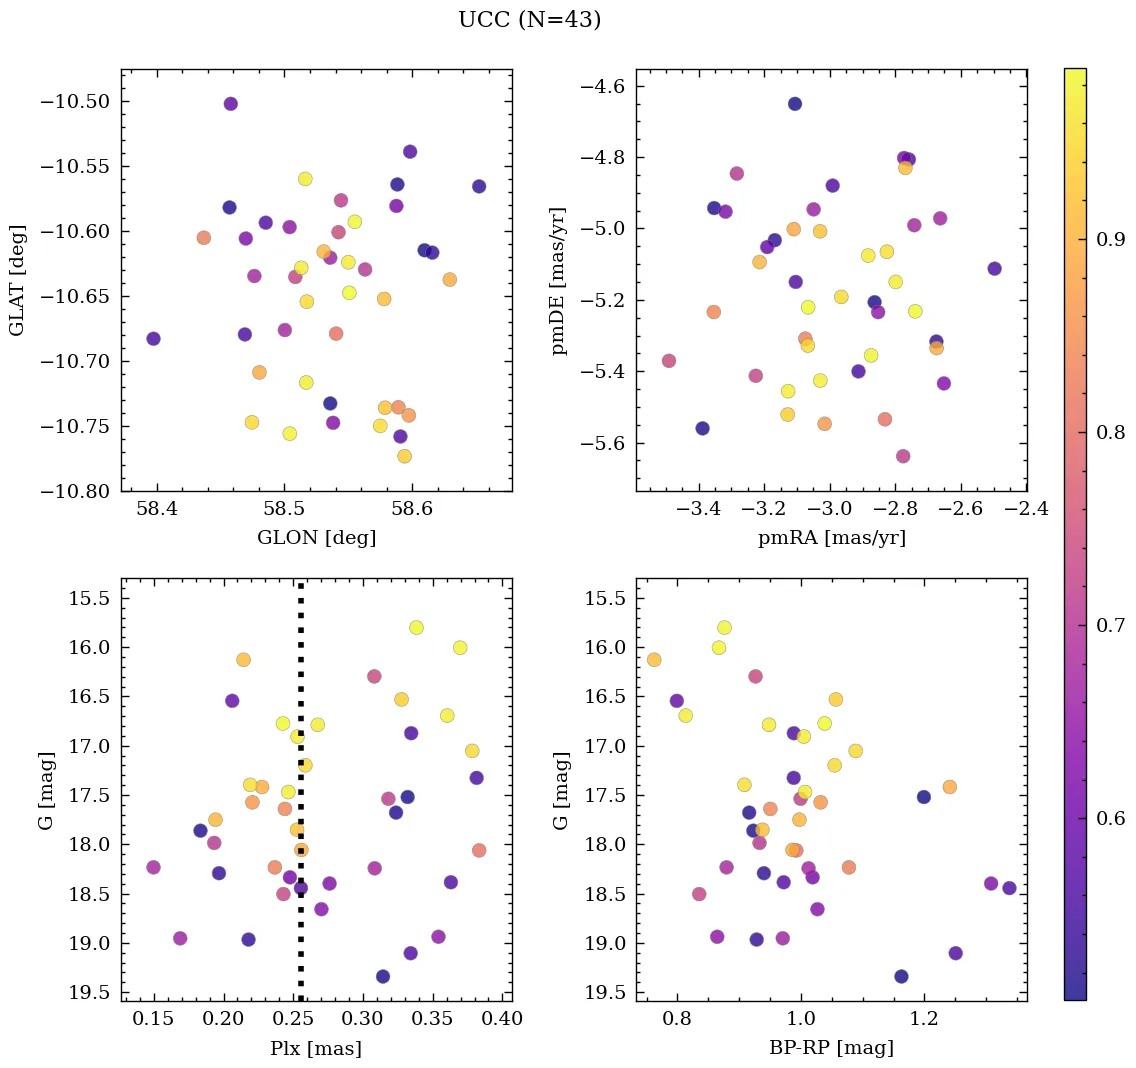 UCC (N=43)
−10.50
−10.55
−10.60
−10.65
−10.70
−10.75
−10.80
GLAT [deg]
58.4 58.5 58.6
GLON [deg]
−4.6
−4.8
−5.0
−5.2
−5.4
−5.6
pmDE [mas/yr]
−3.4 −3.2 −3.0 −2.8 −2.6 −2.4
pmRA [mas/yr]
0.9
0.8
0.7
0.6
15.5
16.0
16.5
17.0
17.5
18.0
18.5
19.0
19.5
G [mag]
0.15 0.20 0.25 0.30 0.35 0.40
Plx [mas]
15.5
16.0
16.5
17.0
17.5
18.0
18.5
19.0
19.5
G [mag]
0.8 1.0 1.2
BP-RP [mag]